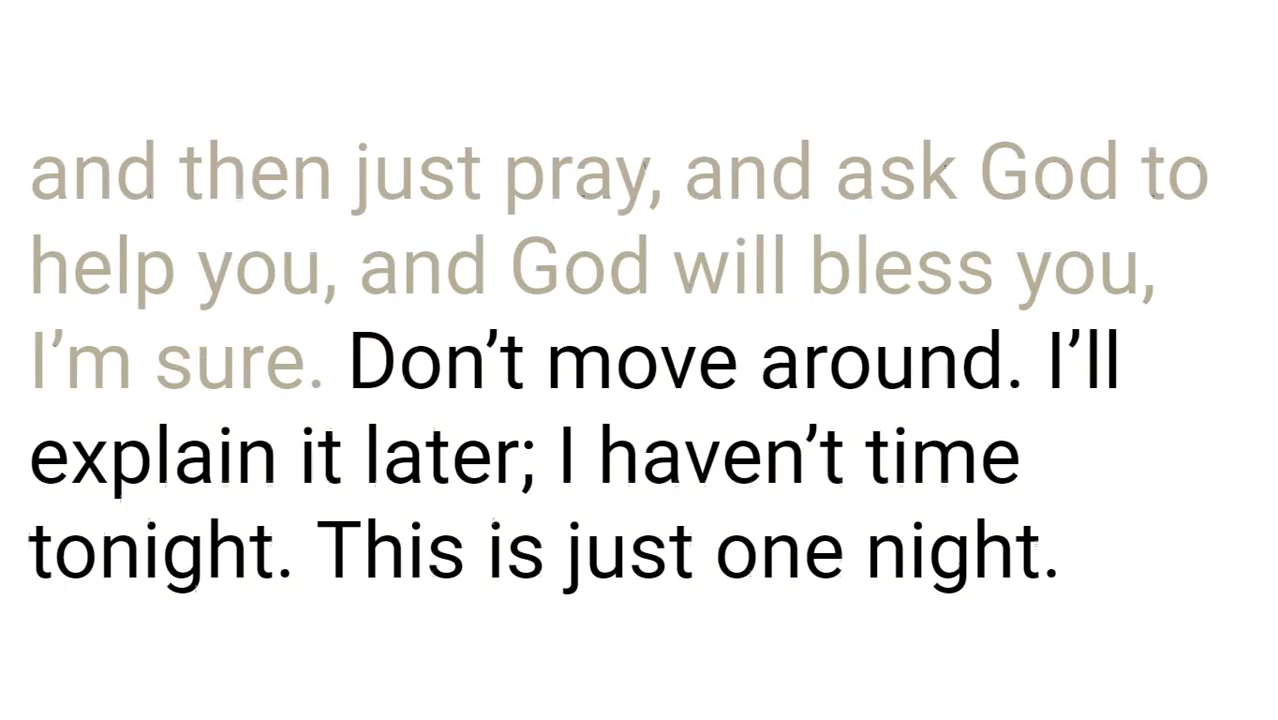 and then just pray, and ask God to
help you, and God will bless you,
I’m sure. Don’t move around. I’ll
explain it later; I haven’t time
tonight. This is just one night.